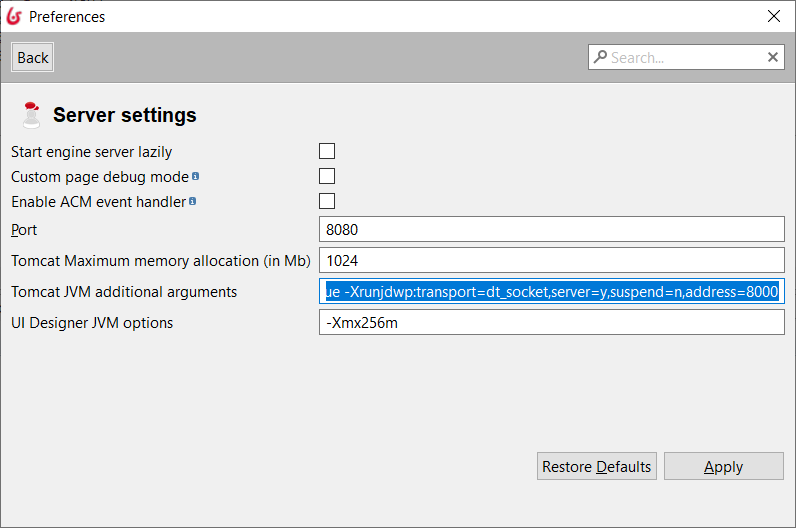 Preferences
Back
Search...
Server settings
Start engine server lazily
Custom page debug mode
Enable ACM event handler
Port 8080
Tomcat Maximum memory allocation (in Mb) 1024
Tomcat JVM additional arguments ue -Xrunjdwp:transport=dt_socket,server=y,suspend=n,address=8000
UI Designer JVM options -Xmx256m
Restore Defaults Apply